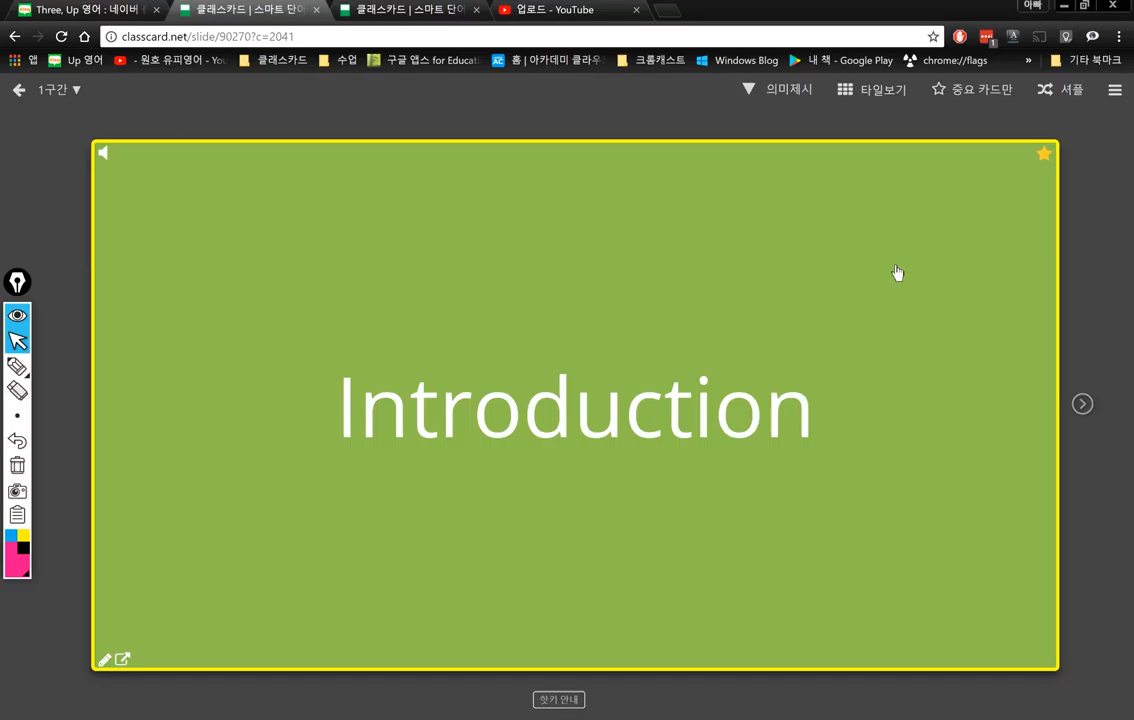 Three, Up 영어 : 네이버
클래스카드 | 스마트 단어
클래스카드 | 스마트 단어
업로드 - YouTube
아빠
classcard.net/slide/90270?c=2041
앱
Up 영어
- 원호 유피영어 - You
클래스카드
수업
구글 앱스 for Educati
홈 | 아카데미 클라우
크롬캐스트
Windows Blog
내 책 - Google Play
chrome://flags
»
기타 북마크
1구간 ▼
▼ 의미제시
타일보기
중요 카드만
셔플
Introduction
핫키 안내